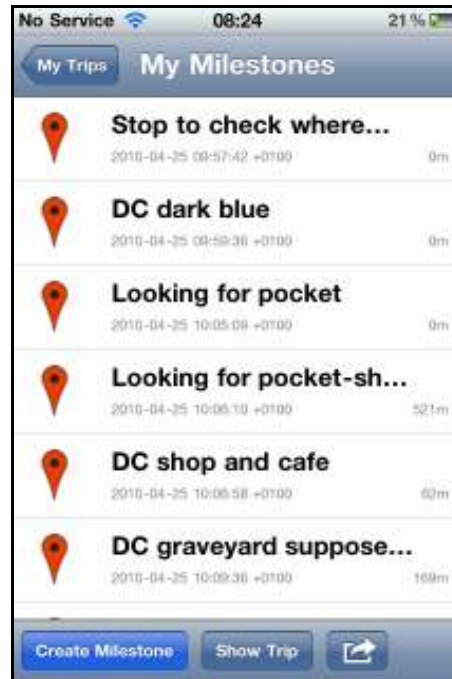 No Service 08:24 21 %
My Trips My Milestones
Stop to check where...
2010-04-25 09:57:42 +0100 0m
DC dark blue
2010-04-25 09:59:36 +0100 0m
Looking for pocket
2010-04-25 10:05:09 +0100 0m
Looking for pocket-sh...
2010-04-25 10:06:10 +0100 521m
DC shop and cafe
2010-04-25 10:06:58 +0100 62m
DC graveyard suppose...
2010-04-25 10:09:36 +0100 169m
Create Milestone Show Trip